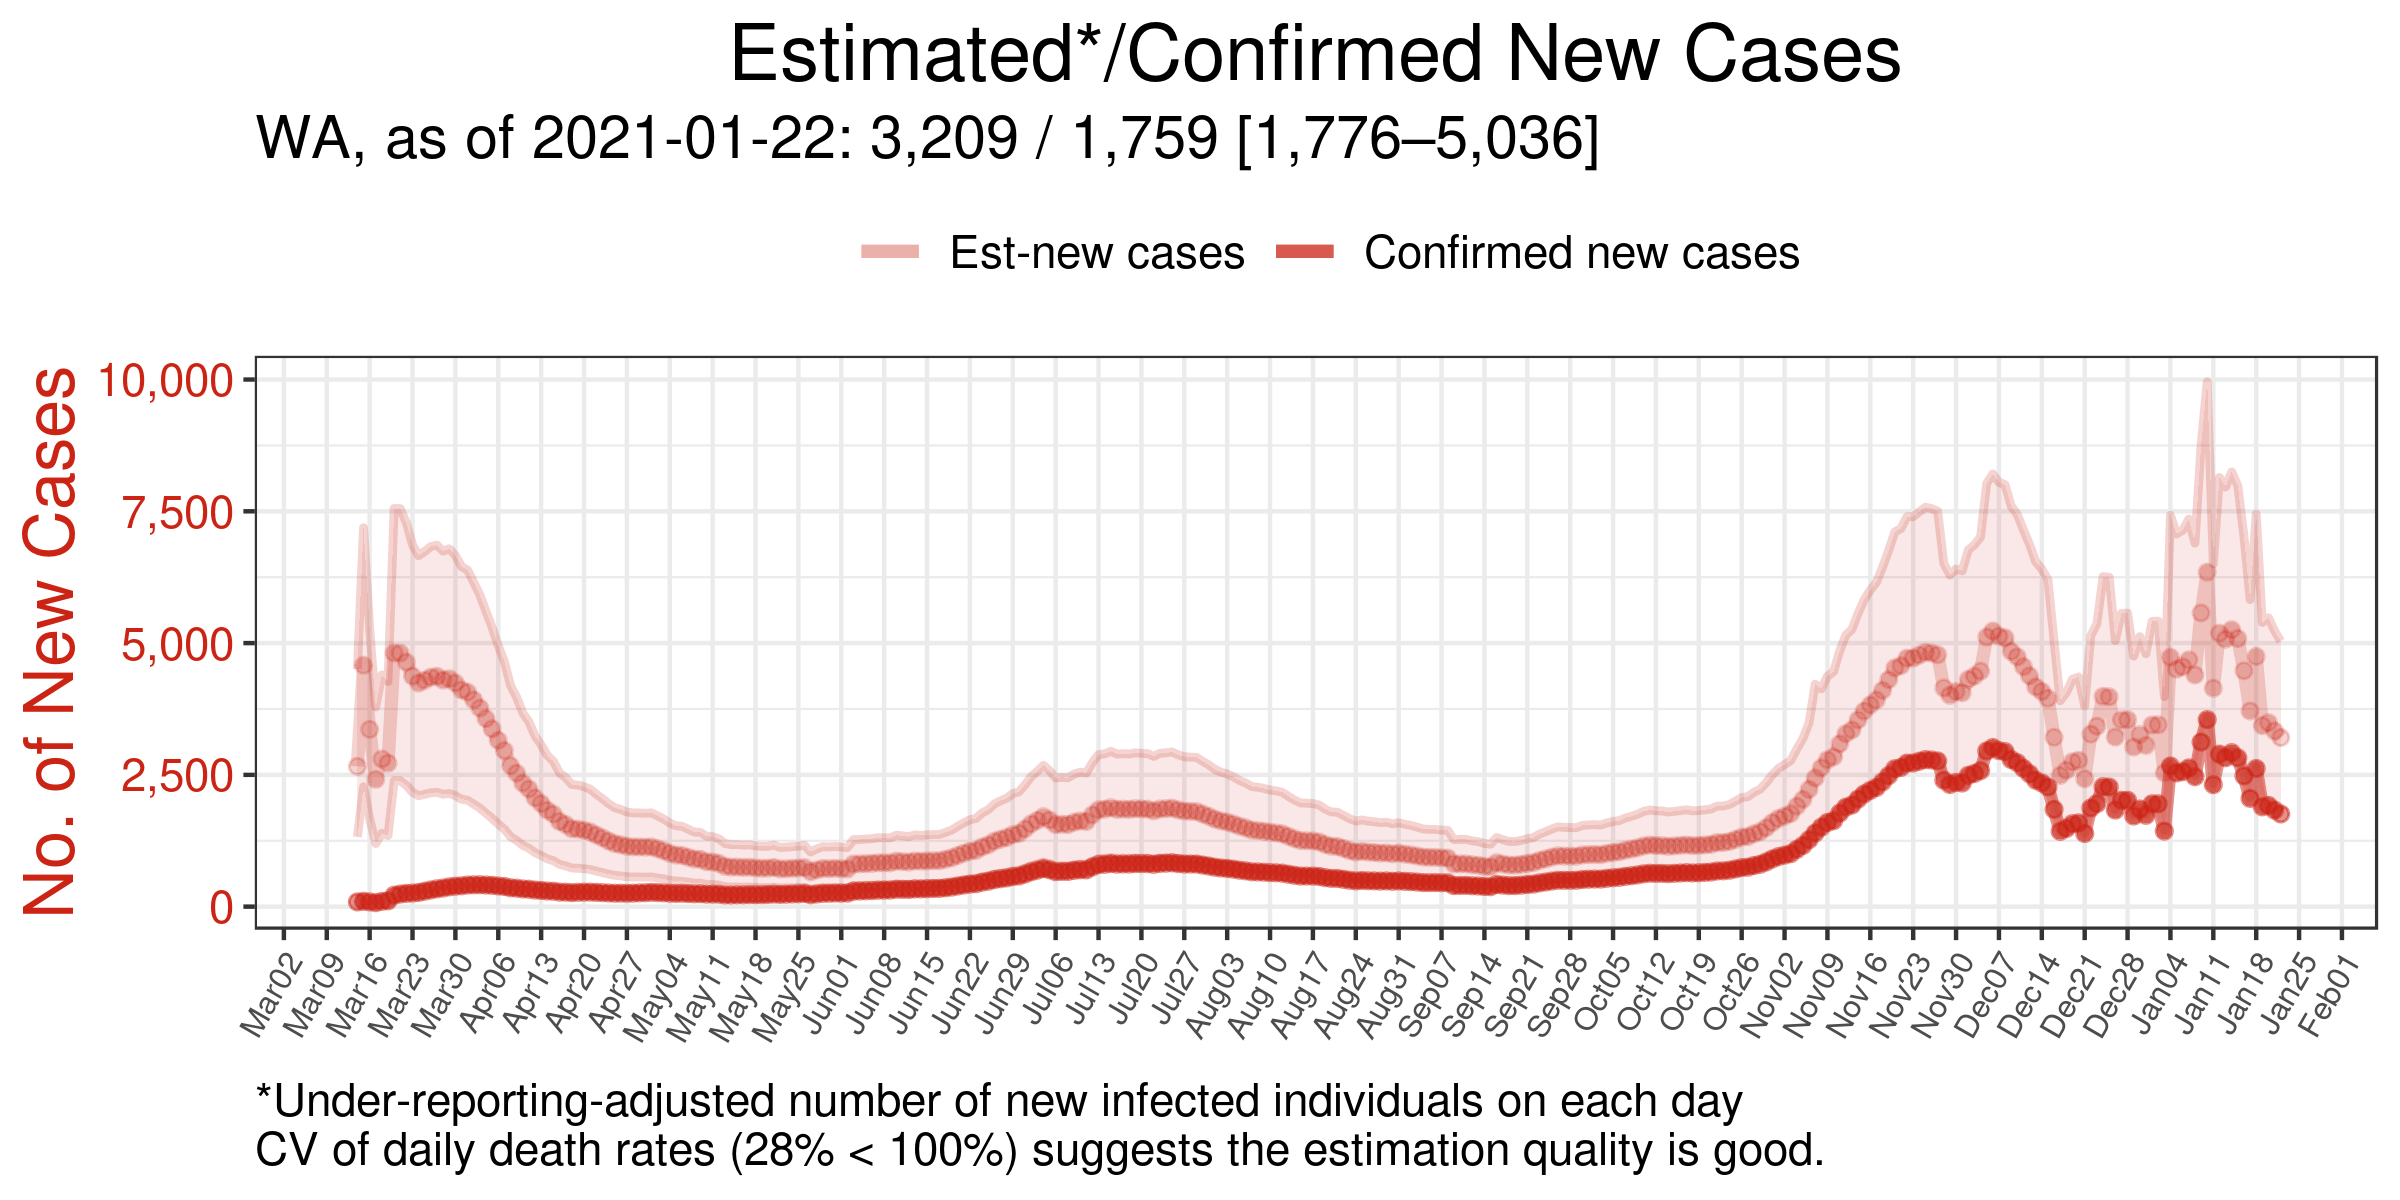 Estimated*/Confirmed New Cases
WA, as of 2021-01-22: 3,209 / 1,759 [1,776–5,036]
Est-new cases Confirmed new cases
No. of New Cases
10,000
7,500
5,000
2,500
0
Mar02 Mar09 Mar16 Mar23 Mar30 Apr06 Apr13 Apr20 Apr27 May04 May11 May18 May25 Jun01 Jun08 Jun15 Jun22 Jun29 Jul06 Jul13 Jul20 Jul27 Aug03 Aug10 Aug17 Aug24 Aug31 Sep07 Sep14 Sep21 Sep28 Oct05 Oct12 Oct19 Oct26 Nov02 Nov09 Nov16 Nov23 Nov30 Dec07 Dec14 Dec21 Dec28 Jan04 Jan11 Jan18 Jan25 Feb01
*Under-reporting-adjusted number of new infected individuals on each day
CV of daily death rates (28% < 100%) suggests the estimation quality is good.